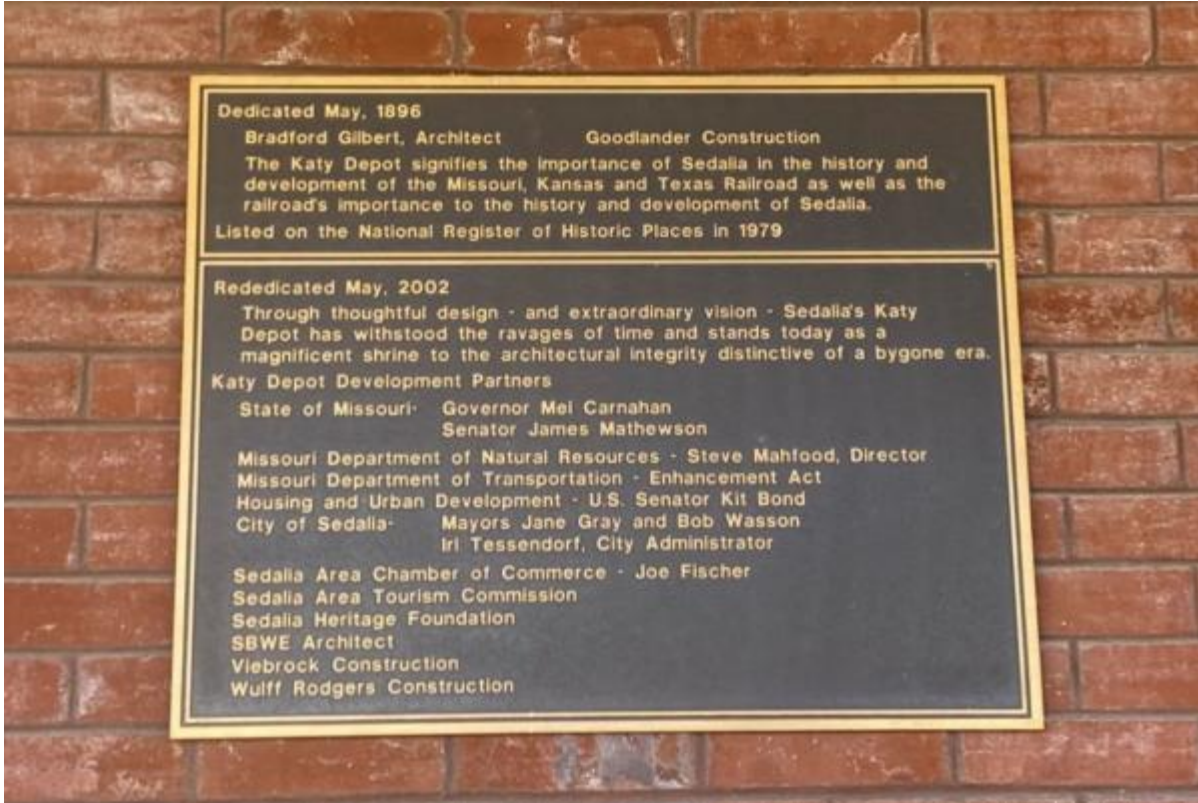 Dedicated May, 1896
Bradford Gilbert, Architect Goodlander Construction
The Katy Depot signifies the importance of Sedalia in the history and
development of the Missouri, Kansas and Texas Railroad as well as the
railroad's importance to the history and development of Sedalia.
Listed on the National Register of Historic Places in 1979
Rededicated May, 2002
Through thoughtful design - and extraordinary vision - Sedalia's Katy
Depot has withstood the ravages of time and stands today as a
magnificent shrine to the architectural integrity distinctive of a bygone era.
Katy Depot Development Partners
State of Missouri- Governor Mel Carnahan
Senator James Mathewson
Missouri Department of Natural Resources - Steve Mahfood, Director
Missouri Department of Transportation - Enhancement Act
Housing and Urban Development - U.S. Senator Kit Bond
City of Sedalia- Mayors Jane Gray and Bob Wasson
Irl Tessendorf, City Administrator
Sedalia Area Chamber of Commerce - Joe Fischer
Sedalia Area Tourism Commission
Sedalia Heritage Foundation
SBWE Architect
Viebrock Construction
Wulff Rodgers Construction